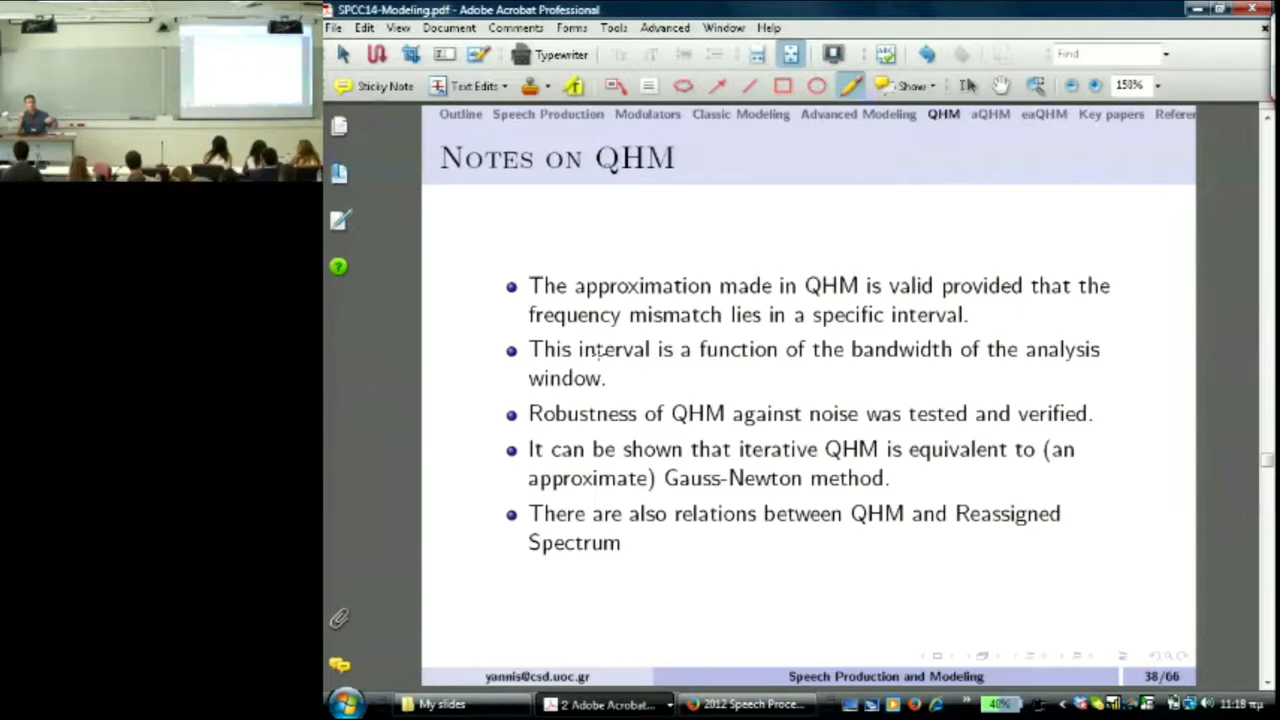 SPCC14-Modeling.pdf - Adobe Acrobat Professional
File Edit View Document Comments Forms Tools Advanced Window Help
Typewriter
Find
Sticky Note
Text Edits
Show
150%
Outline Speech Production Modulators Classic Modeling Advanced Modeling QHM aQHM eaQHM Key papers Referen
NOTES ON QHM
The approximation made in QHM is valid provided that the
frequency mismatch lies in a specific interval.
This interval is a function of the bandwidth of the analysis
window.
Robustness of QHM against noise was tested and verified.
It can be shown that iterative QHM is equivalent to (an
approximate) Gauss-Newton method.
There are also relations between QHM and Reassigned
Spectrum
yannis@csd.uoc.gr Speech Production and Modeling 38/66
My slides
2 Adobe Acrobat...
2012 Speech Proce...
40%
11:18 πμ